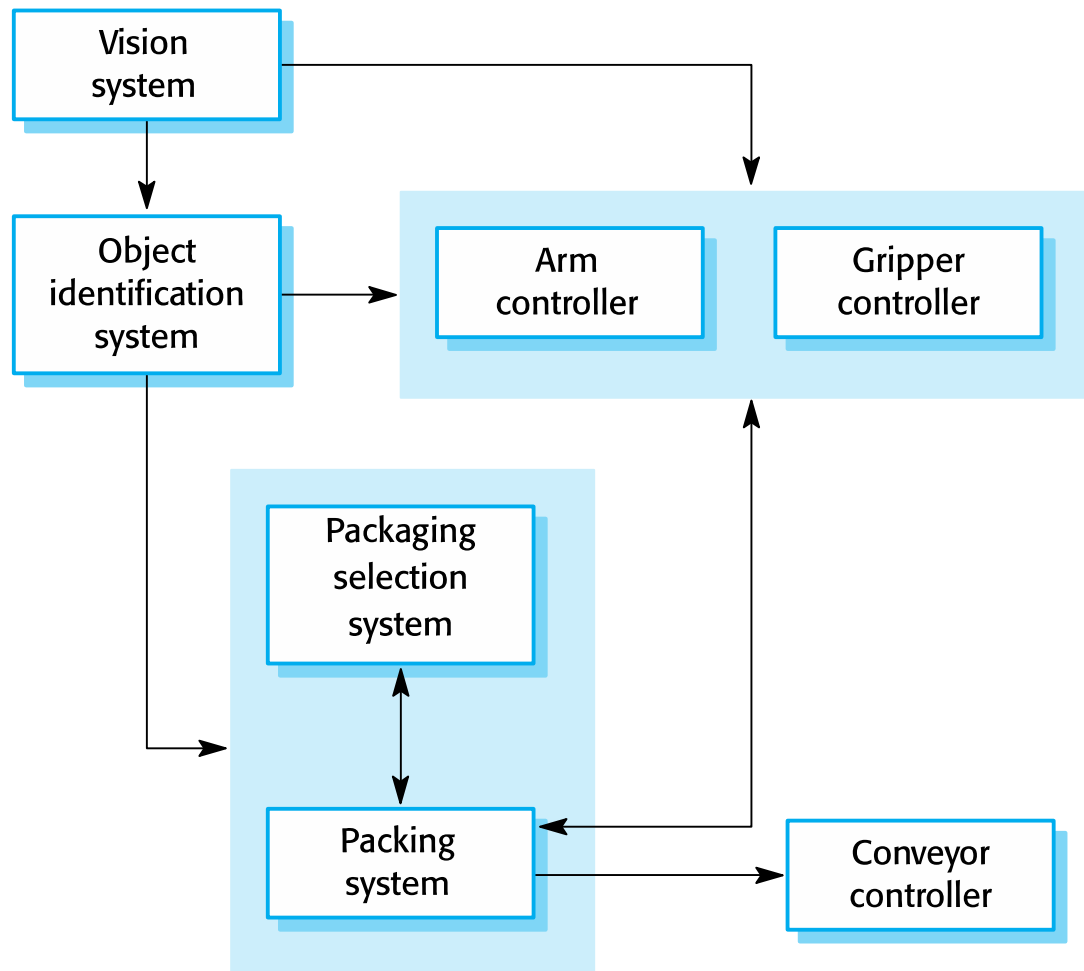 Vision
system
Object
identification
system
Arm
controller
Gripper
controller
Packaging
selection
system
Packing
system
Conveyor
controller